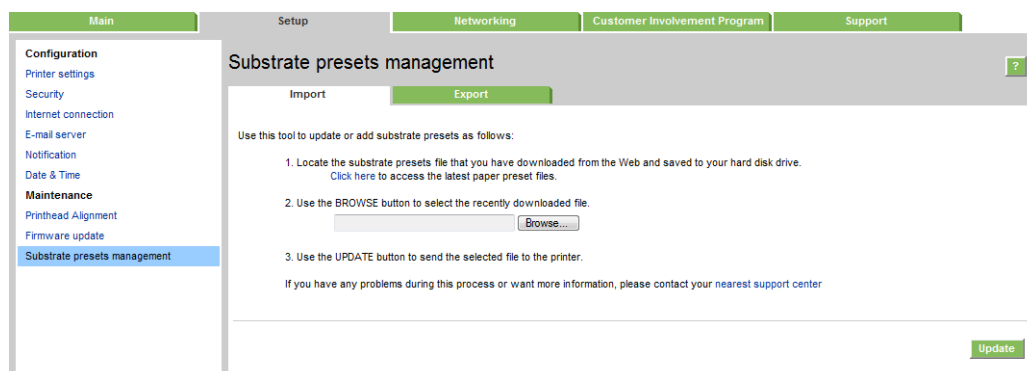 Main Setup Networking Customer Involvement Program Support
Configuration
Printer settings
Security
Internet connection
E-mail server
Notification
Date & Time
Maintenance
Printhead Alignment
Firmware update
Substrate presets management
Substrate presets management
?
Import Export
Use this tool to update or add substrate presets as follows:
1. Locate the substrate presets file that you have downloaded from the Web and saved to your hard disk drive.
Click here to access the latest paper preset files.
2. Use the BROWSE button to select the recently downloaded file.
Browse...
3. Use the UPDATE button to send the selected file to the printer.
If you have any problems during this process or want more information, please contact your nearest support center
Update